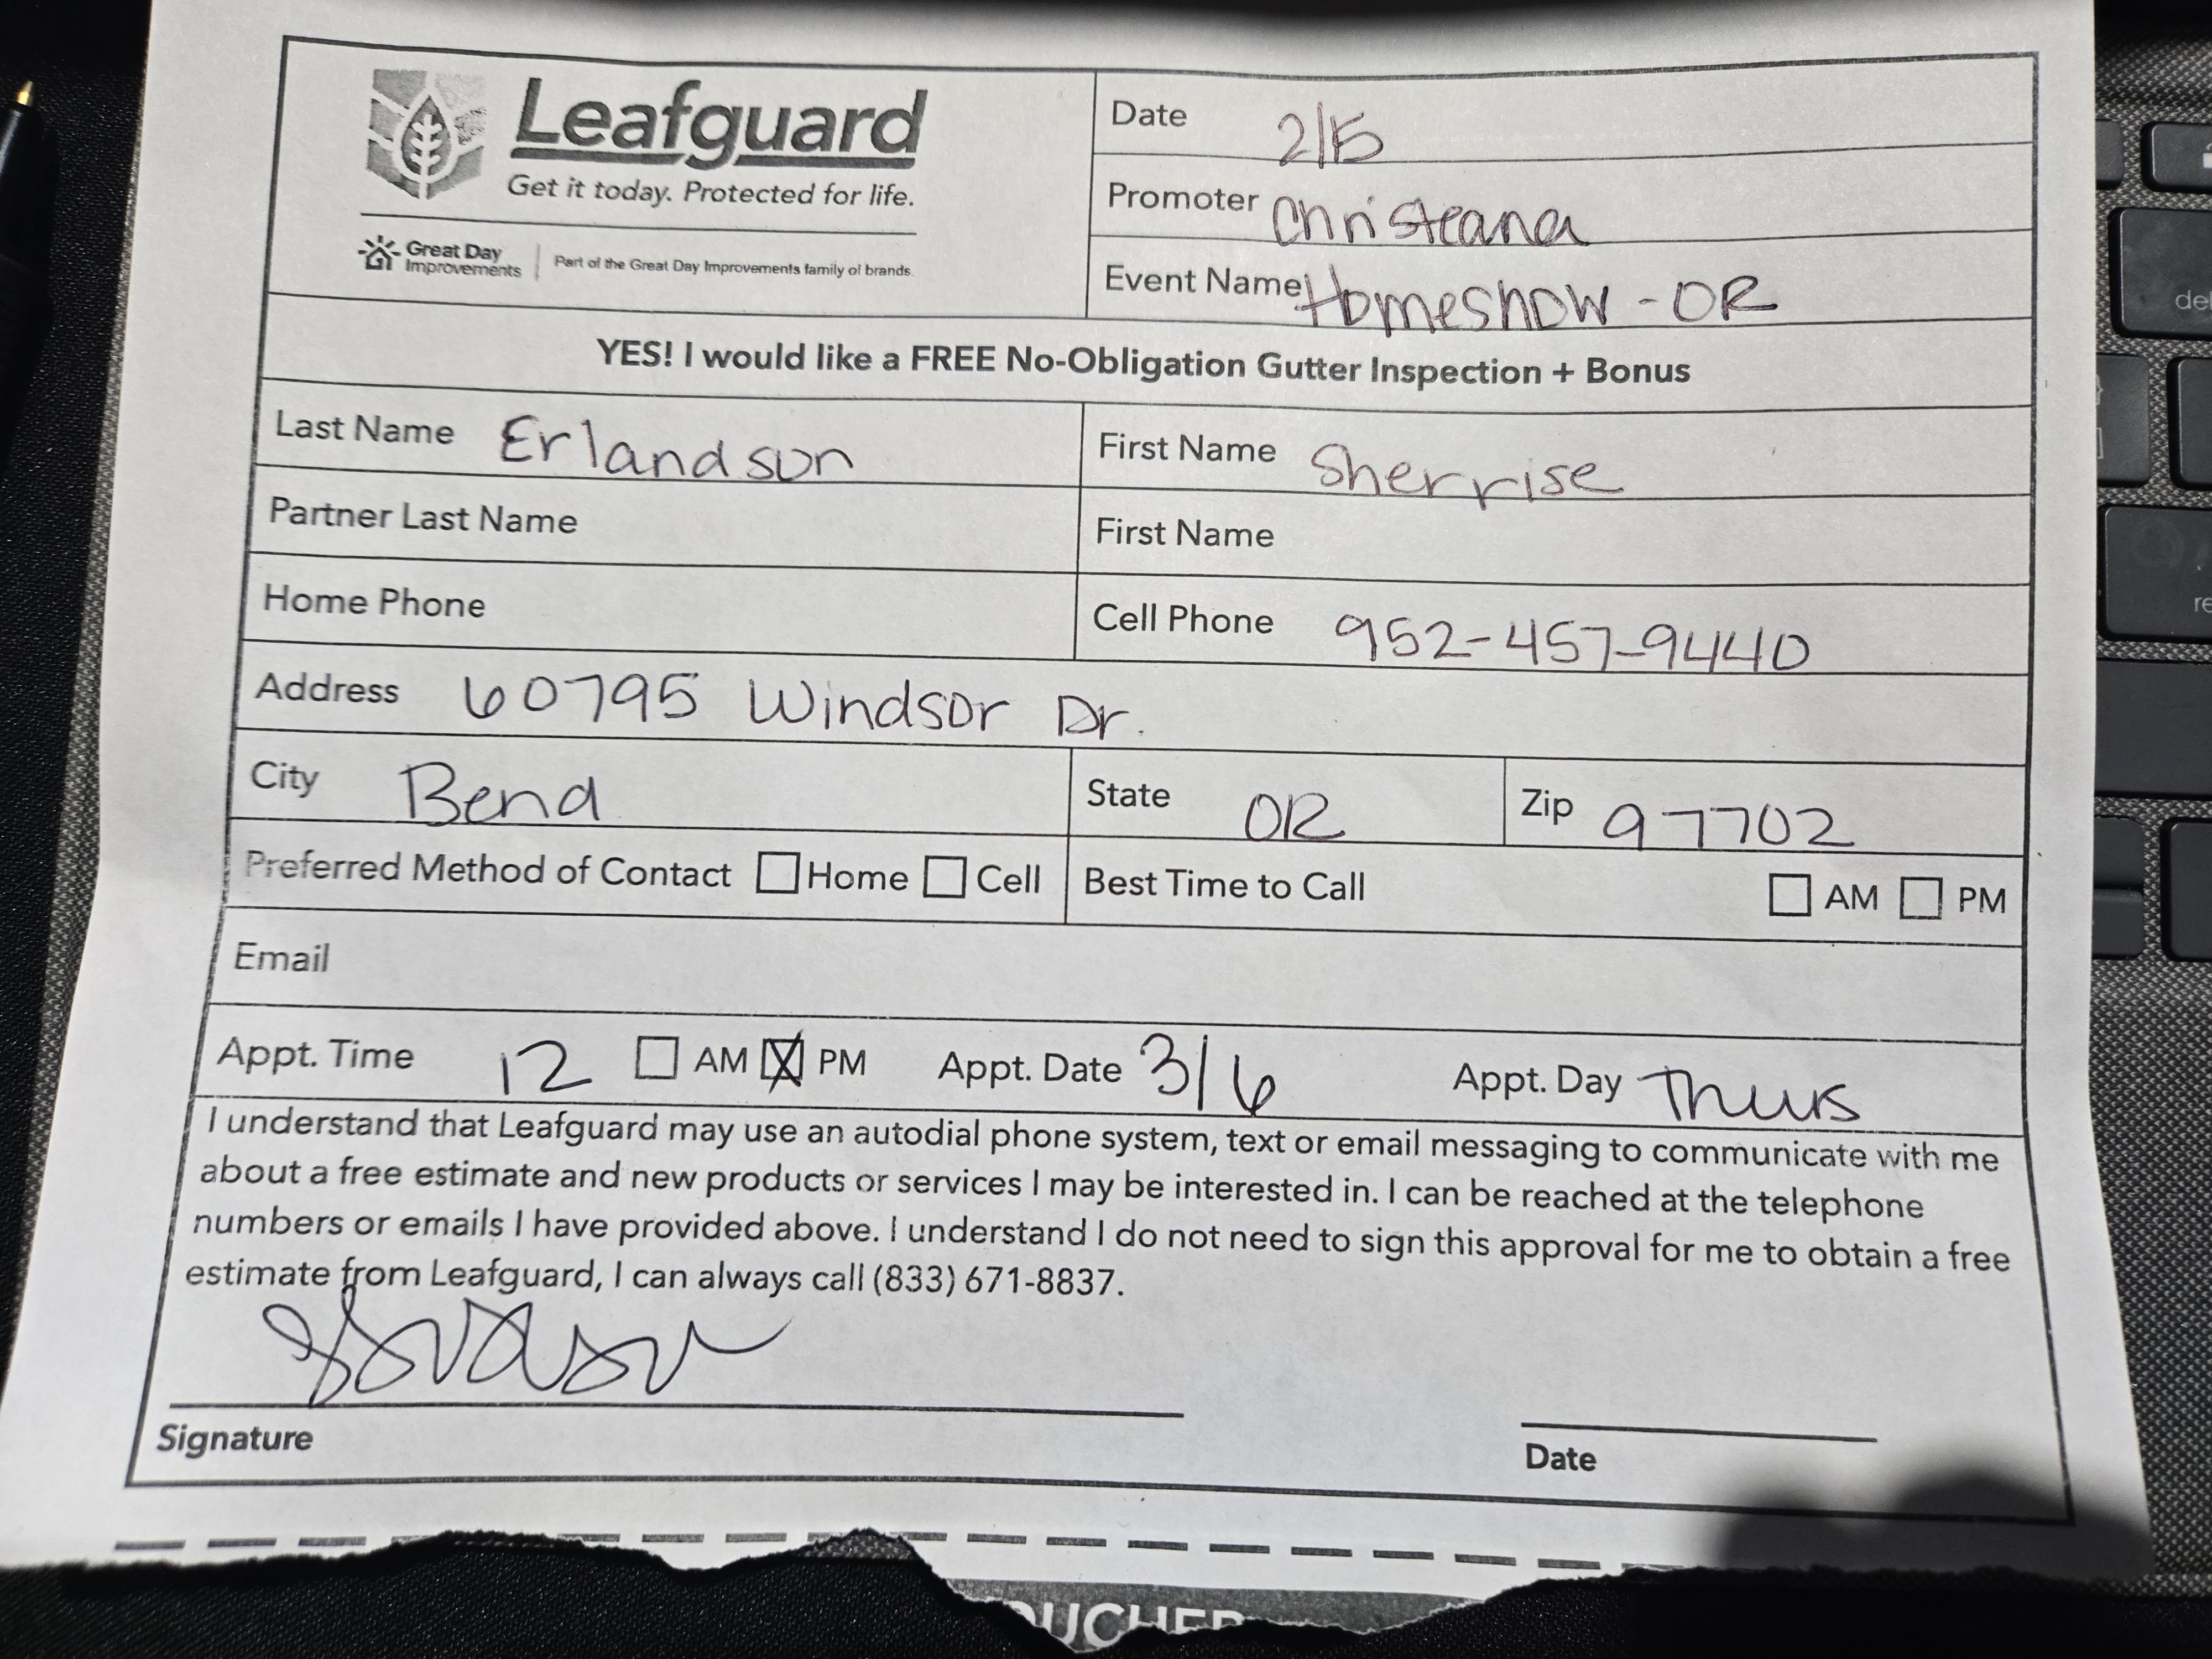 Leafguard
Get it today. Protected for life.
Great Day Improvements | Part of the Great Day Improvements family of brands.
Date 2/15
Promoter Christeana
Event Name Homeshow - OR
YES! I would like a FREE No-Obligation Gutter Inspection + Bonus
Last Name Erlandson First Name Sherrise
Partner Last Name First Name
Home Phone Cell Phone 952-457-9440
Address 60795 Windsor Dr.
City Bend State OR Zip 97702
Preferred Method of Contact ☐ Home ☐ Cell Best Time to Call ☐ AM ☐ PM
Email
Appt. Time 12 ☐ AM ☒ PM Appt. Date 3/6 Appt. Day Thurs
I understand that Leafguard may use an autodial phone system, text or email messaging to communicate with me
about a free estimate and new products or services I may be interested in. I can be reached at the telephone
numbers or emails I have provided above. I understand I do not need to sign this approval for me to obtain a free
estimate from Leafguard, I can always call (833) 671-8837.
Signature Date
del